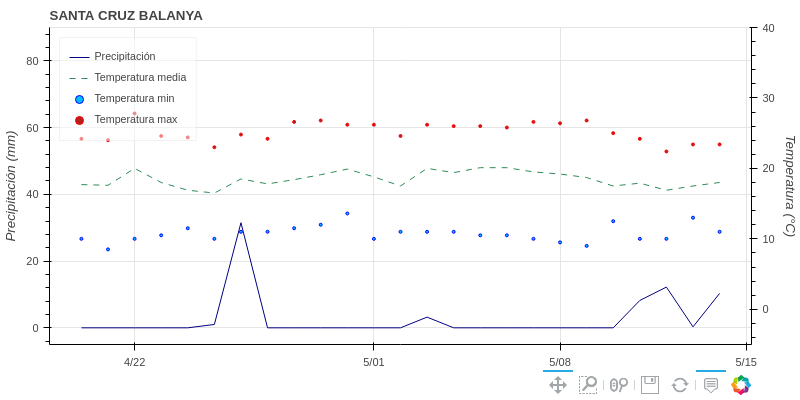 SANTA CRUZ BALANYA
Precipitación
Temperatura media
Temperatura min
Temperatura max
Precipitación (mm)
80
60
40
20
0
Temperatura (°C)
40
30
20
10
0
4/22
5/01
5/08
5/15